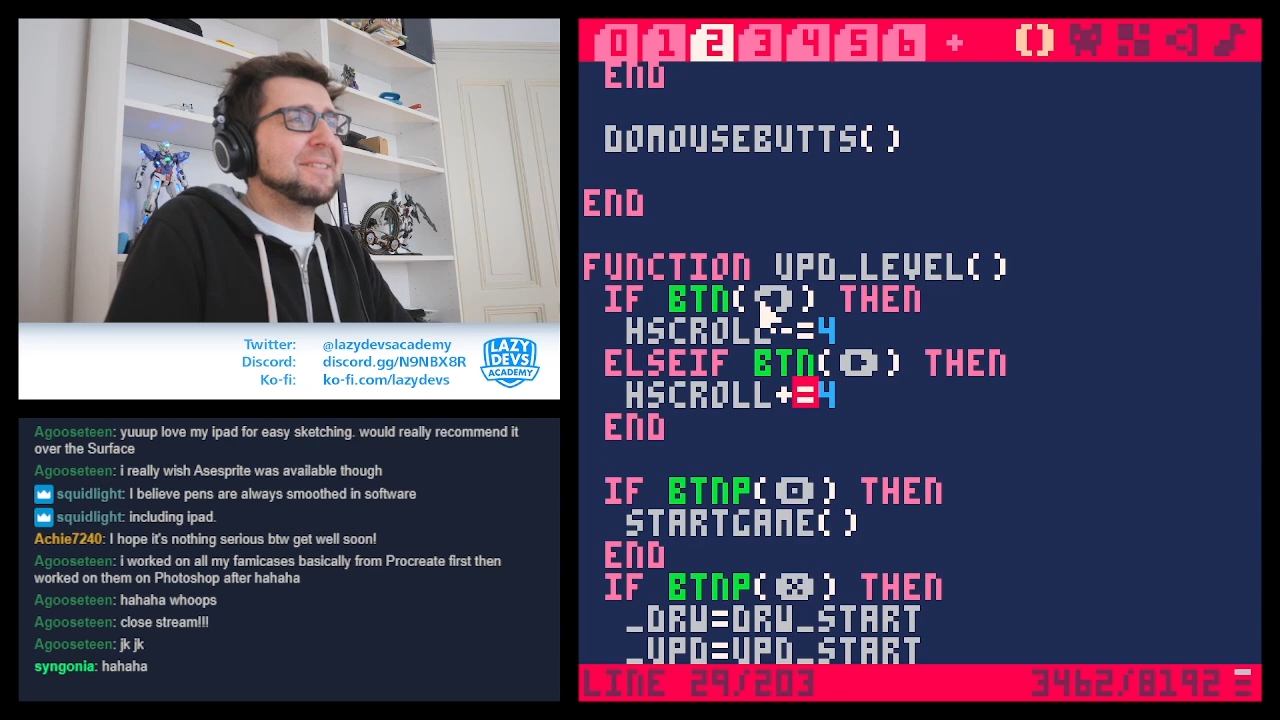 Twitter: @lazydevsacademy
Discord: discord.gg/N9NBX8R
Ko-fi: ko-fi.com/lazydevs
LAZY
DEVS
ACADEMY
Agooseteen: yuuup love my ipad for easy sketching. would really recommend it
over the Surface
Agooseteen: i really wish Asesprite was available though
squidlight: I believe pens are always smoothed in software
squidlight: including ipad.
Achie7240: I hope it's nothing serious btw get well soon!
Agooseteen: i worked on all my famicases basically from Procreate first then
worked on them on Photoshop after hahaha
Agooseteen: hahaha whoops
Agooseteen: close stream!!!
Agooseteen: jk jk
syngonia: hahaha
0 1 2 3 4 5 6 +
END
DOMOUSEBUTTS()
END
FUNCTION UPD_LEVEL()
IF BTN(⬅️) THEN
HSCROLL-=4
ELSEIF BTN(➡️) THEN
HSCROLL+=4
END
IF BTNP(🅾️) THEN
STARTGAME()
END
IF BTNP(❎) THEN
_DRW=DRW_START
_UPD=UPD_START
LINE 29/203 3462/8192